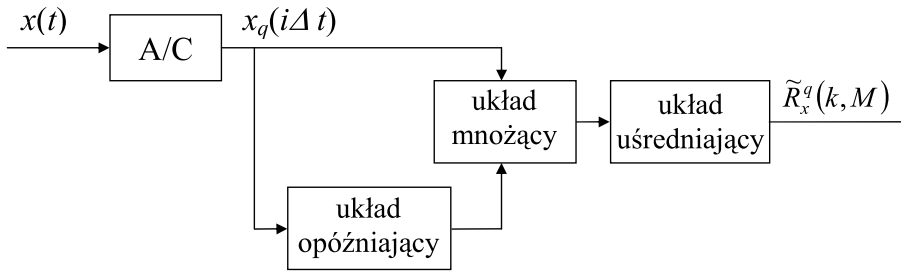 x(t)
A/C
x_q(iΔ t)
układ
mnożący
układ
uśredniający
R̃_x^q(k, M)
układ
opóźniający